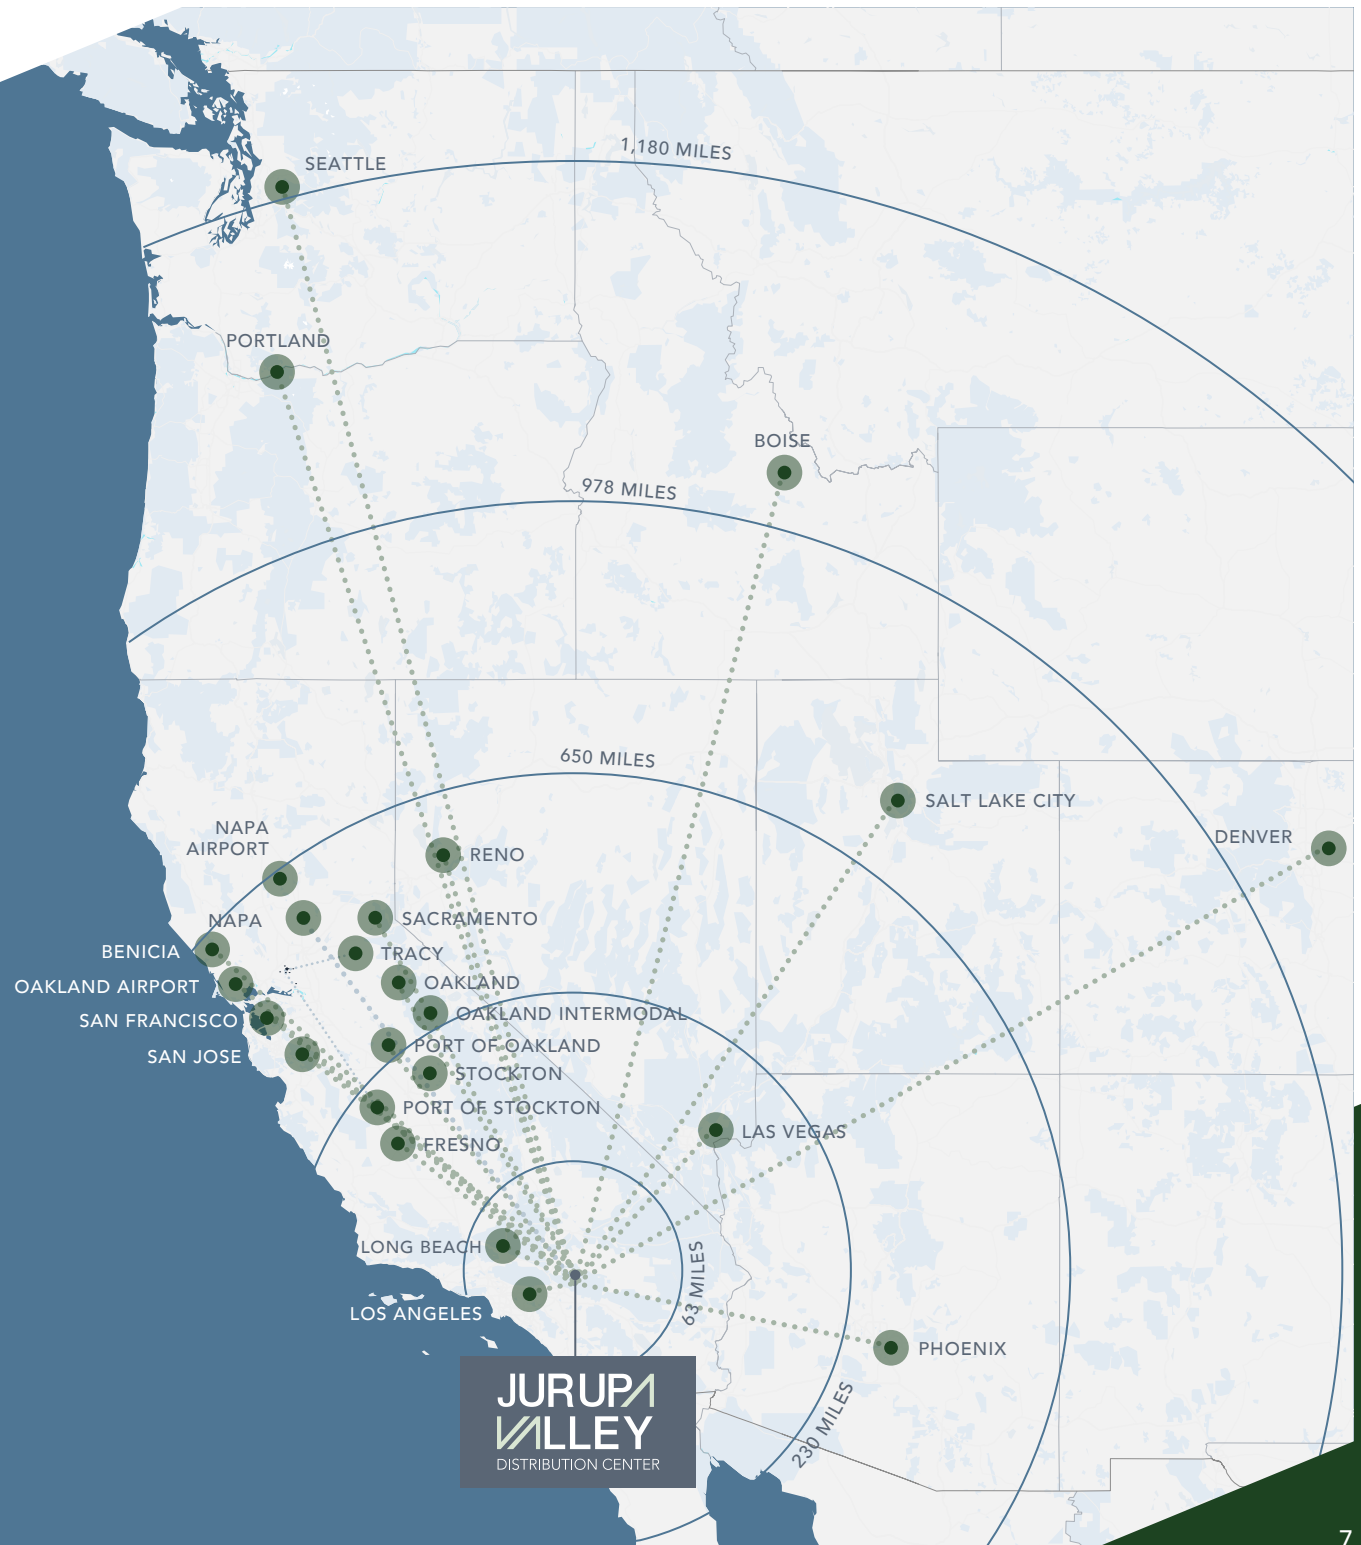 1,180 MILES
SEATTLE
PORTLAND
BOISE
978 MILES
650 MILES
SALT LAKE CITY
NAPA
AIRPORT
DENVER
RENO
NAPA
SACRAMENTO
BENICIA
TRACY
OAKLAND AIRPORT
OAKLAND
SAN FRANCISCO
OAKLAND INTERMODAL
SAN JOSE
PORT OF OAKLAND
STOCKTON
PORT OF STOCKTON
LAS VEGAS
FRESNO
LONG BEACH
63 MILES
LOS ANGELES
PHOENIX
230 MILES
JURUPA
VALLEY
DISTRIBUTION CENTER
7